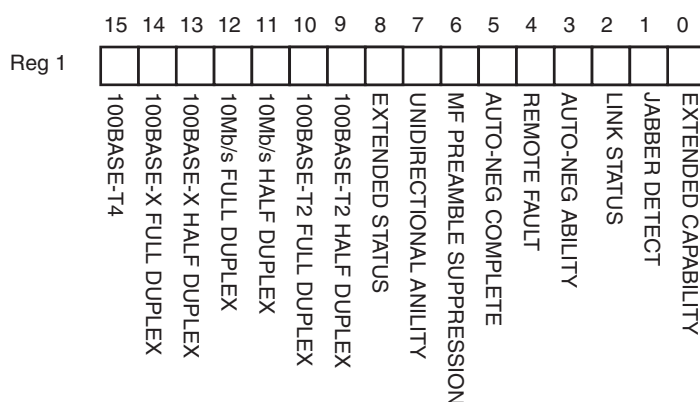 15 14 13 12 11 10 9 8 7 6 5 4 3 2 1 0
Reg 1
100BASE-T4
100BASE-X FULL DUPLEX
100BASE-X HALF DUPLEX
10Mb/s FULL DUPLEX
10Mb/s HALF DUPLEX
100BASE-T2 FULL DUPLEX
100BASE-T2 HALF DUPLEX
EXTENDED STATUS
UNIDIRECTIONAL ANILITY
MF PREAMBLE SUPPRESSION
AUTO-NEG COMPLETE
REMOTE FAULT
AUTO-NEG ABILITY
LINK STATUS
JABBER DETECT
EXTENDED CAPABILITY